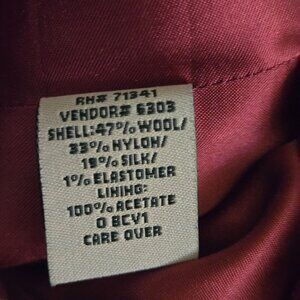 RN# 71341
VENDOR# 6303
SHELL:47% WOOL/
33% NYLON/
19% SILK/
1% ELASTOMER
LINING:
100% ACETATE
0 BCV1
CARE OVER